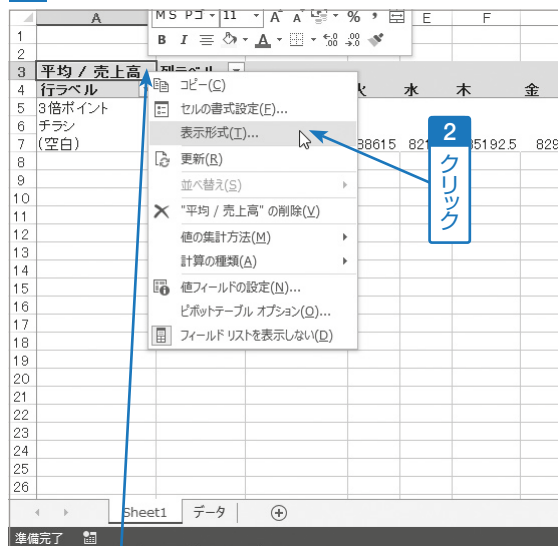 MS Pゴ 11 A A % ,
A E F
B I A
1
2
3 平均 / 売上高 列ラベル
4 行ラベル 火 水 木 金
5 3倍ポイント
6 チラシ
7 (空白) 88615 82 85192.5 829
8
9
10
11
12
13
14
15
16
17
18
19
20
21
22
23
24
25
26
コピー(C)
セルの書式設定(F)...
表示形式(T)...
更新(R)
並べ替え(S)
"平均 / 売上高" の削除(V)
値の集計方法(M)
計算の種類(A)
値フィールドの設定(N)...
ピボットテーブル オプション(O)...
フィールド リストを表示しない(D)
2
クリック
Sheet1 データ
準備完了